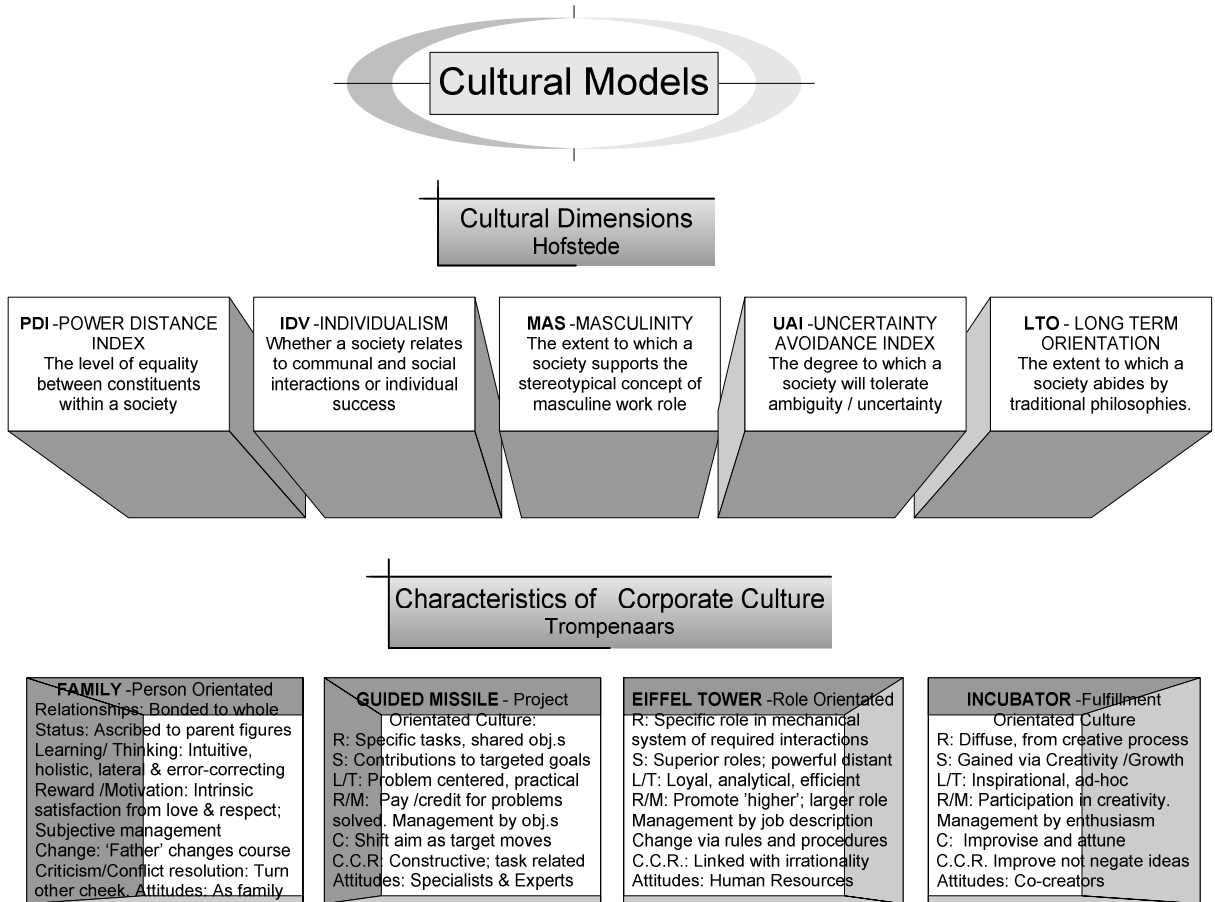 Cultural Models
Cultural Dimensions
Hofstede
PDI -POWER DISTANCE
INDEX
The level of equality
between constituents
within a society
IDV -INDIVIDUALISM
Whether a society relates
to communal and social
interactions or individual
success
MAS -MASCULINITY
The extent to which a
society supports the
stereotypical concept of
masculine work role
UAI -UNCERTAINTY
AVOIDANCE INDEX
The degree to which a
society will tolerate
ambiguity / uncertainty
LTO - LONG TERM
ORIENTATION
The extent to which a
society abides by
traditional philosophies.
Characteristics of Corporate Culture
Trompenaars
FAMILY -Person Orientated
Relationships: Bonded to whole
Status: Ascribed to parent figures
Learning/ Thinking: Intuitive,
holistic, lateral & error-correcting
Reward /Motivation: Intrinsic
satisfaction from love & respect;
Subjective management
Change: 'Father' changes course
Criticism/Conflict resolution: Turn
other cheek. Attitudes: As family
GUIDED MISSILE - Project
Orientated Culture:
R: Specific tasks, shared obj.s
S: Contributions to targeted goals
L/T: Problem centered, practical
R/M: Pay /credit for problems
solved. Management by obj.s
C: Shift aim as target moves
C.C.R: Constructive; task related
Attitudes: Specialists & Experts
EIFFEL TOWER -Role Orientated
R: Specific role in mechanical
system of required interactions
S: Superior roles; powerful distant
L/T: Loyal, analytical, efficient
R/M: Promote 'higher'; larger role
Management by job description
Change via rules and procedures
C.C.R.: Linked with irrationality
Attitudes: Human Resources
INCUBATOR -Fulfillment
Orientated Culture
R: Diffuse, from creative process
S: Gained via Creativity /Growth
L/T: Inspirational, ad-hoc
R/M: Participation in creativity.
Management by enthusiasm
C: Improvise and attune
C.C.R. Improve not negate ideas
Attitudes: Co-creators